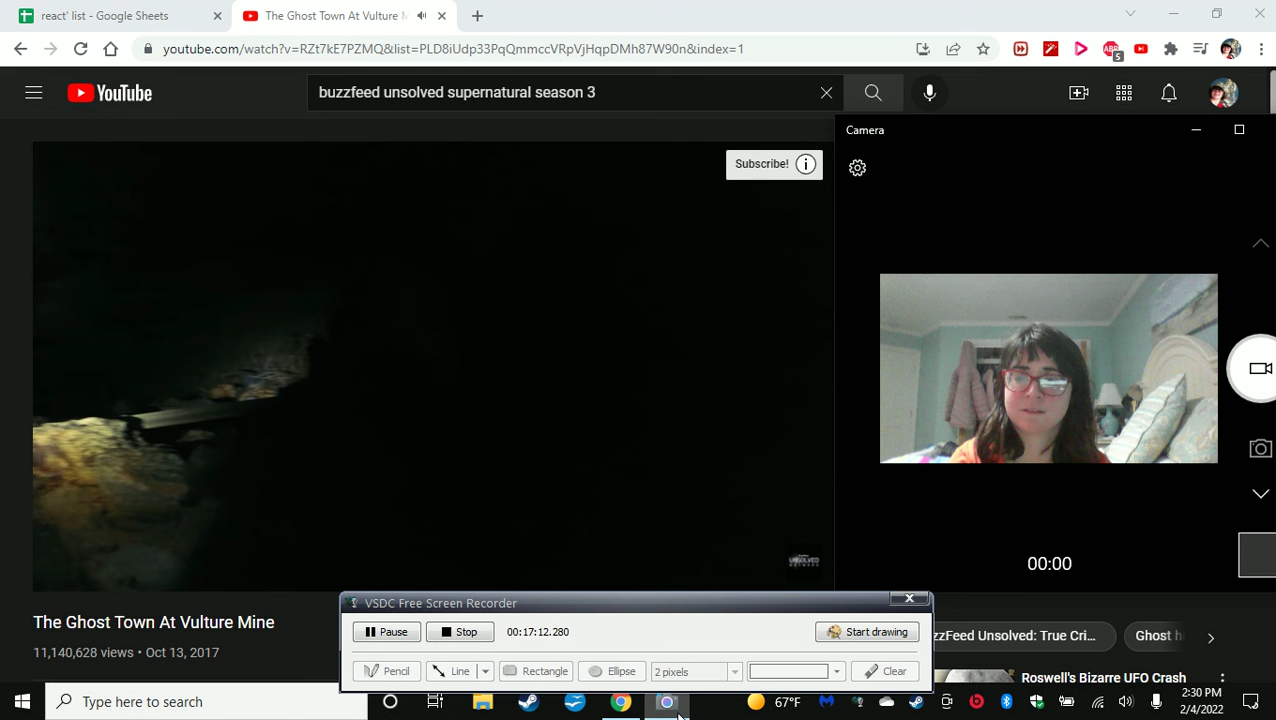 react' list - Google Sheets
The Ghost Town At Vulture M
youtube.com/watch?v=RZt7kE7PZMQ&list=PLD8iUdp33PqQmmccVRpVjHqpDMh87W90n&index=1
5
YouTube
buzzfeed unsolved supernatural season 3
Camera
Subscribe!
UNSOLVED
NETWORK
00:00
VSDC Free Screen Recorder
Pause
Stop
00:17:12.280
Start drawing
Pencil
Line
Rectangle
Ellipse
2 pixels
Clear
The Ghost Town At Vulture Mine
11,140,628 views • Oct 13, 2017
zzFeed Unsolved: True Cri...
Ghost h
Roswell's Bizarre UFO Crash
Type here to search
67°F
2:30 PM
2/4/2022